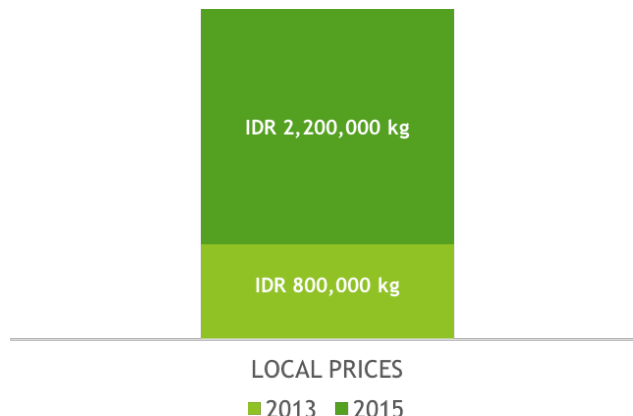 IDR 2,200,000 kg
IDR 800,000 kg
LOCAL PRICES
2013 2015